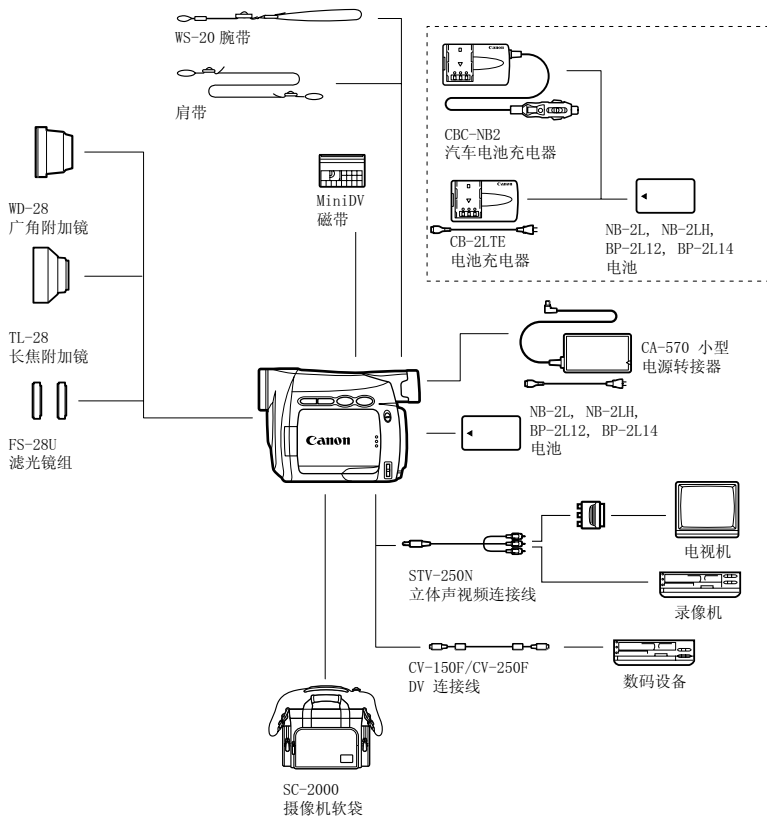 WS-20 腕带
肩带
WD-28
广角附加镜
TL-28
长焦附加镜
FS-28U
滤光镜组
MiniDV
磁带
Canon
CBC-NB2
汽车电池充电器
Canon
CB-2LTE
电池充电器
NB-2L, NB-2LH,
BP-2L12, BP-2L14
电池
CA-570 小型
电源转接器
Canon
NB-2L, NB-2LH,
BP-2L12, BP-2L14
电池
STV-250N
立体声视频连接线
电视机
录像机
CV-150F/CV-250F
DV 连接线
数码设备
SC-2000
摄像机软袋